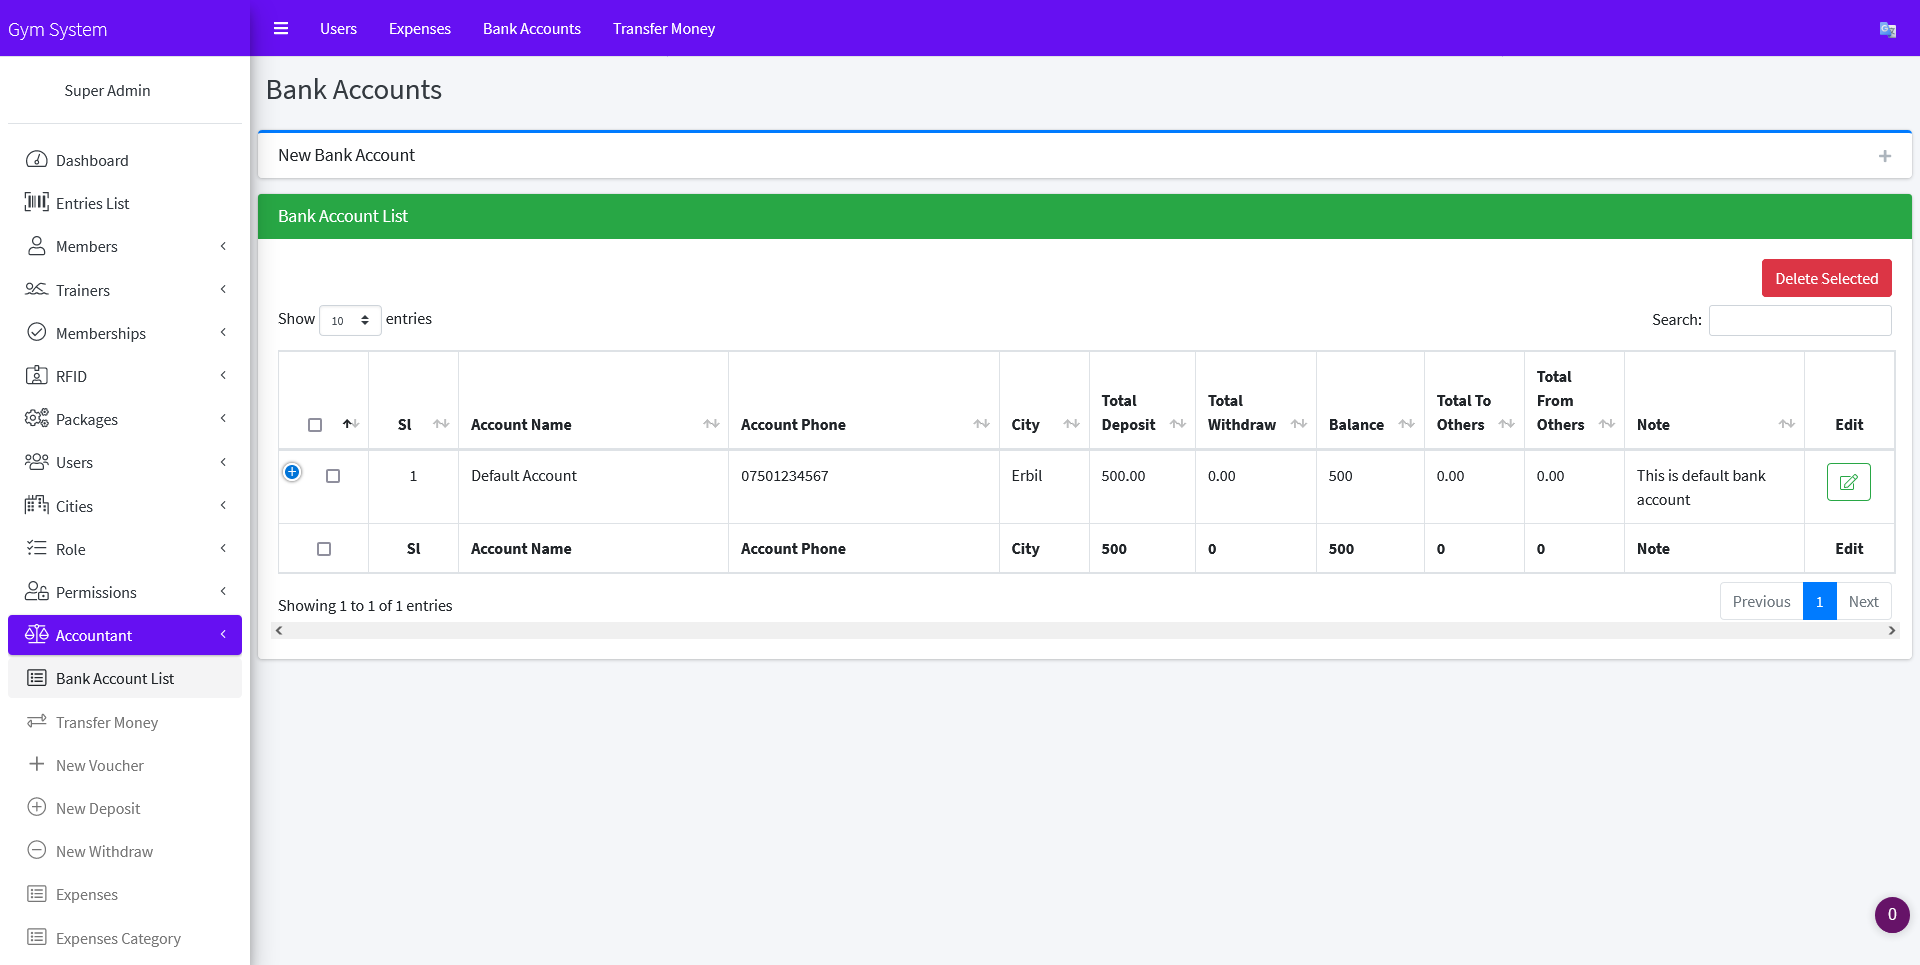 Gym System
Users
Expenses
Bank Accounts
Transfer Money
Super Admin
Dashboard
Entries List
Members
Trainers
Memberships
RFID
Packages
Users
Cities
Role
Permissions
Accountant
Bank Account List
Transfer Money
New Voucher
New Deposit
New Withdraw
Expenses
Expenses Category
Bank Accounts
New Bank Account
Bank Account List
Delete Selected
Show 10 entries
Search:
Sl
Account Name
Account Phone
City
Total
Deposit
Total
Withdraw
Balance
Total To
Others
Total
From
Others
Note
Edit
1
Default Account
07501234567
Erbil
500.00
0.00
500
0.00
0.00
This is default bank
account
Sl
Account Name
Account Phone
City
500
0
500
0
0
Note
Edit
Showing 1 to 1 of 1 entries
Previous
1
Next
0